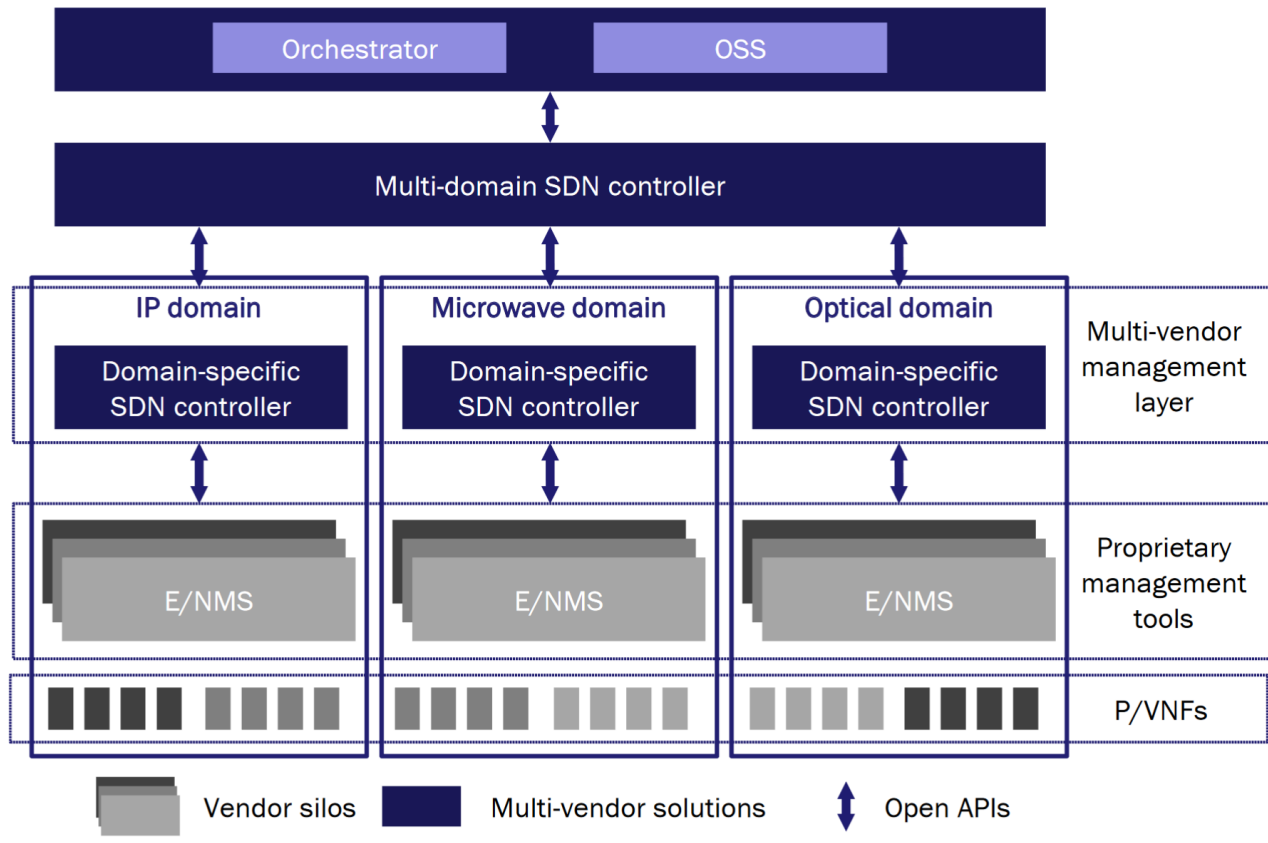 Orchestrator
OSS
Multi-domain SDN controller
IP domain
Microwave domain
Optical domain
Domain-specific
SDN controller
Domain-specific
SDN controller
Domain-specific
SDN controller
Multi-vendor
management
layer
E/NMS
E/NMS
E/NMS
Proprietary
management
tools
P/VNFs
Vendor silos
Multi-vendor solutions
Open APIs